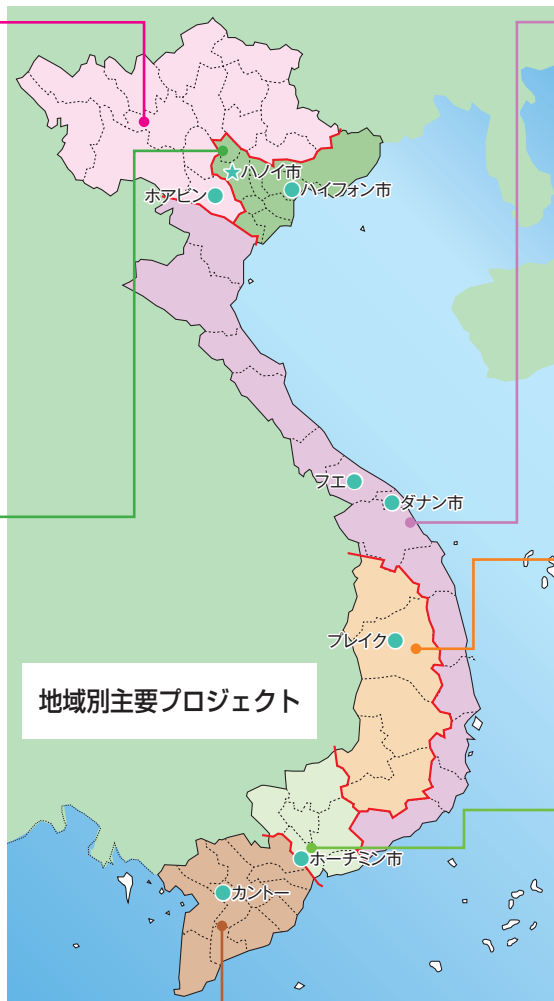 ハノイ市
ホアビン
ハイフォン市
フエ
ダナン市
プレイク
地域別主要プロジェクト
ホーチミン市
カントー